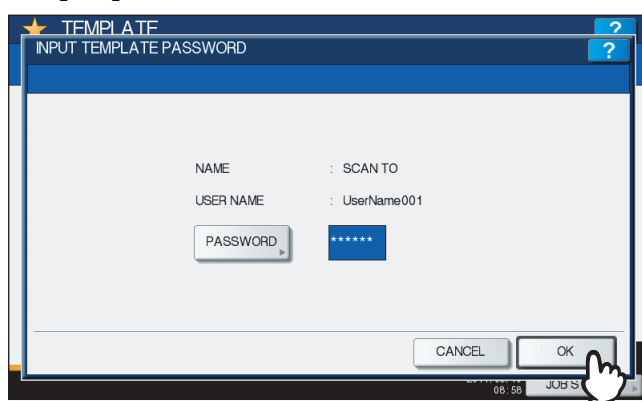 TEMPLATE ?
INPUT TEMPLATE PASSWORD ?
NAME : SCAN TO
USER NAME : UserName001
PASSWORD ******
CANCEL OK
08:58 JOB S